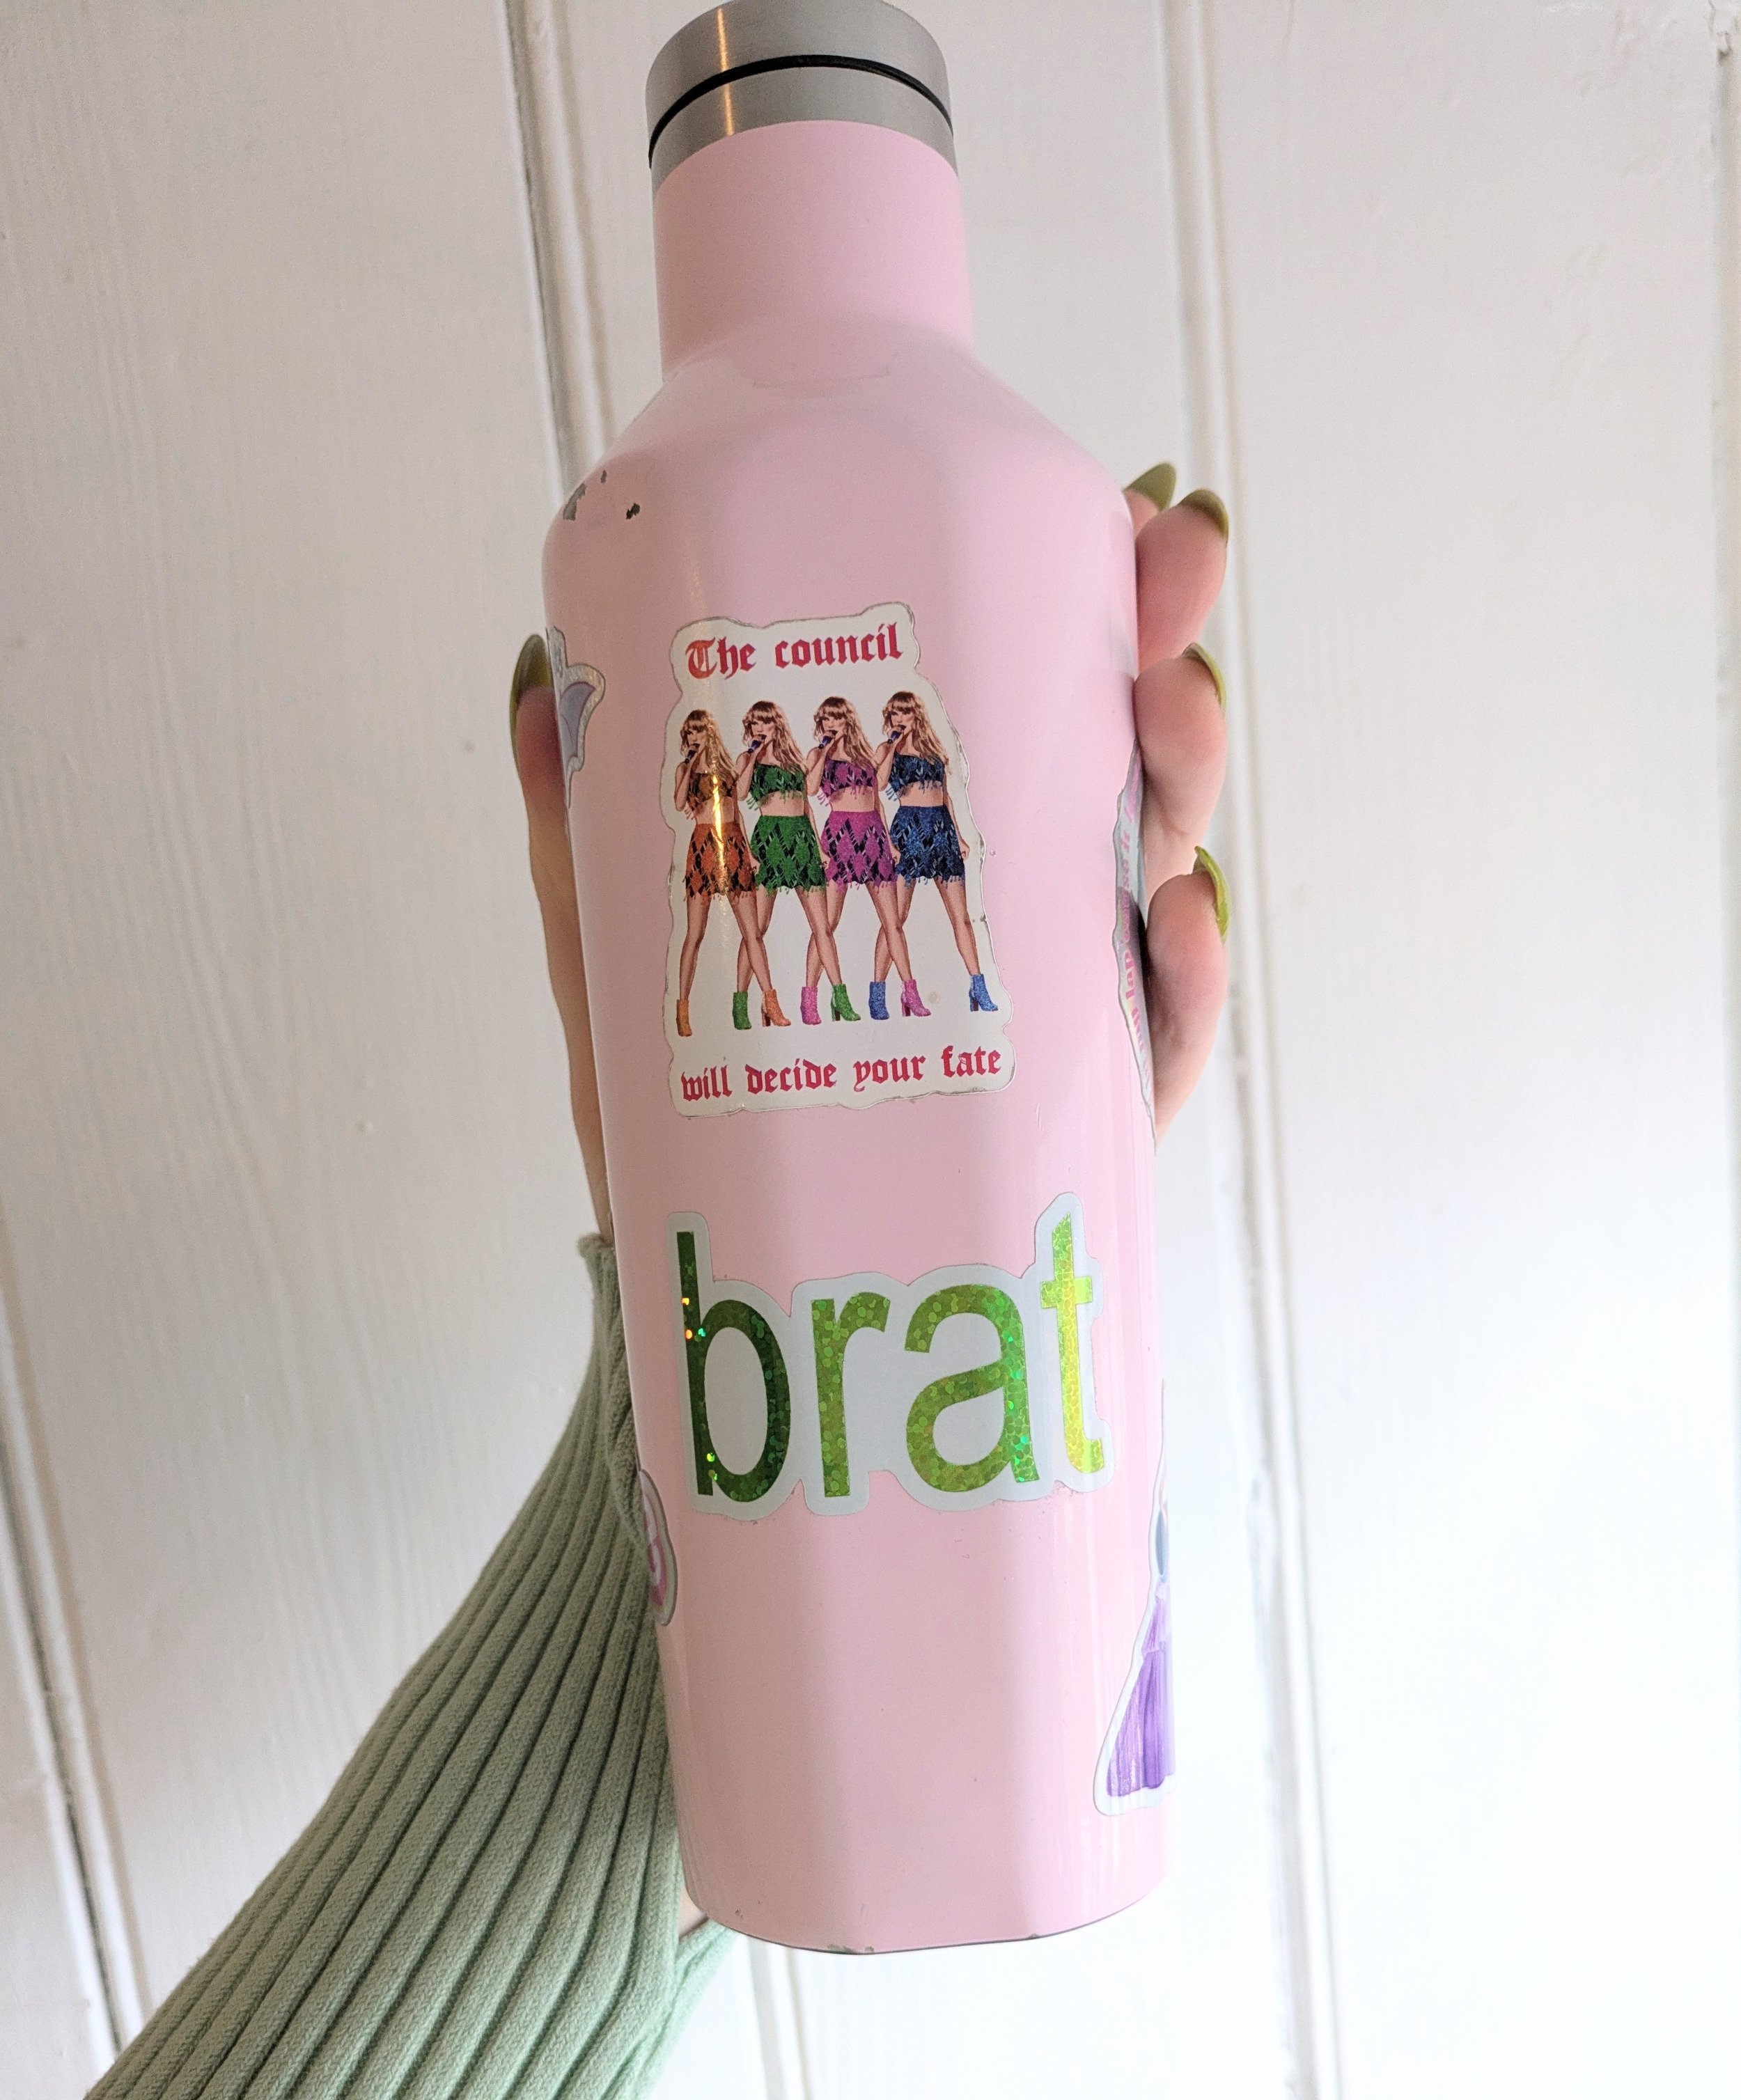 The council
will decide your fate
brat